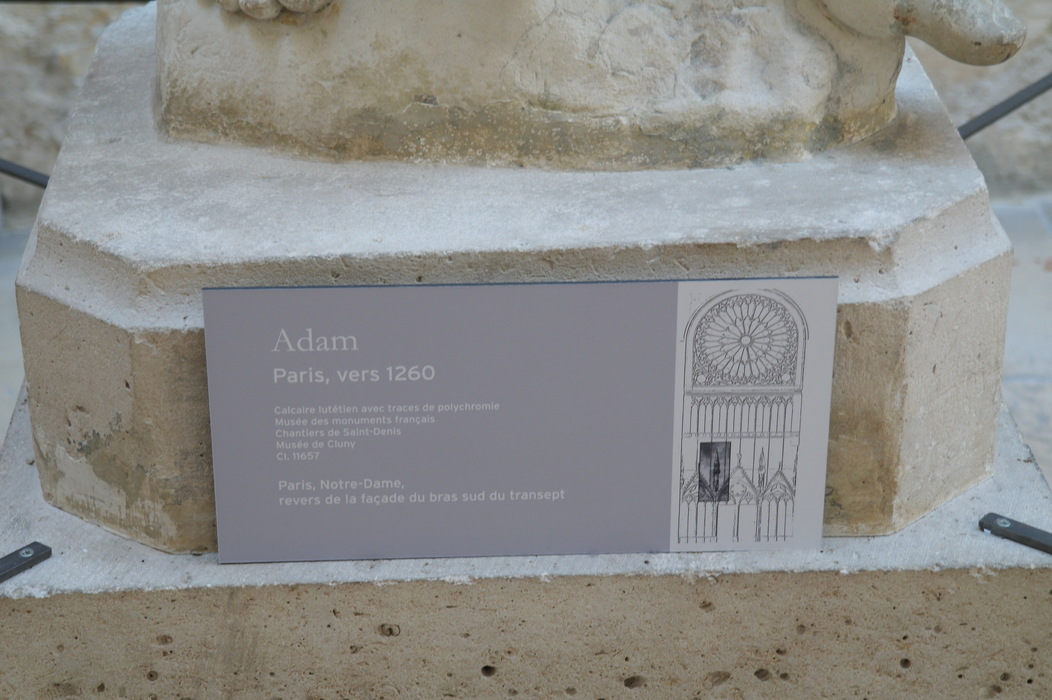 Adam
Paris, vers 1260
Calcaire lutétien avec traces de polychromie
Musée des monuments français
Chantiers de Saint-Denis
Musée de Cluny
Cl. 11657
Paris, Notre-Dame,
revers de la façade du bras sud du transept